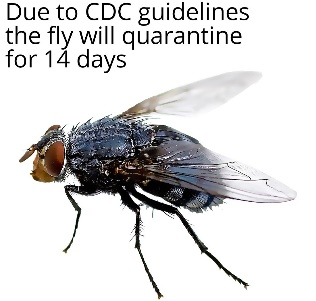 Due to CDC guidelines
the fly will quarantine
for 14 days